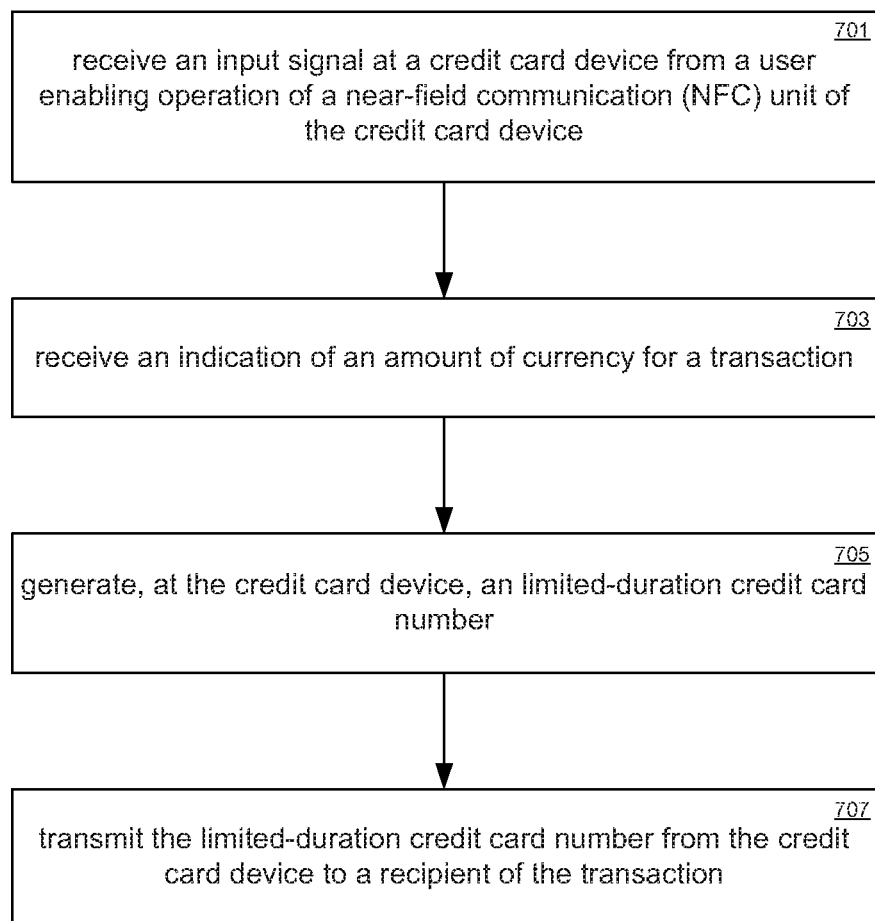 701
receive an input signal at a credit card device from a user
enabling operation of a near-field communication (NFC) unit of
the credit card device
703
receive an indication of an amount of currency for a transaction
705
generate, at the credit card device, an limited-duration credit card
number
707
transmit the limited-duration credit card number from the credit
card device to a recipient of the transaction